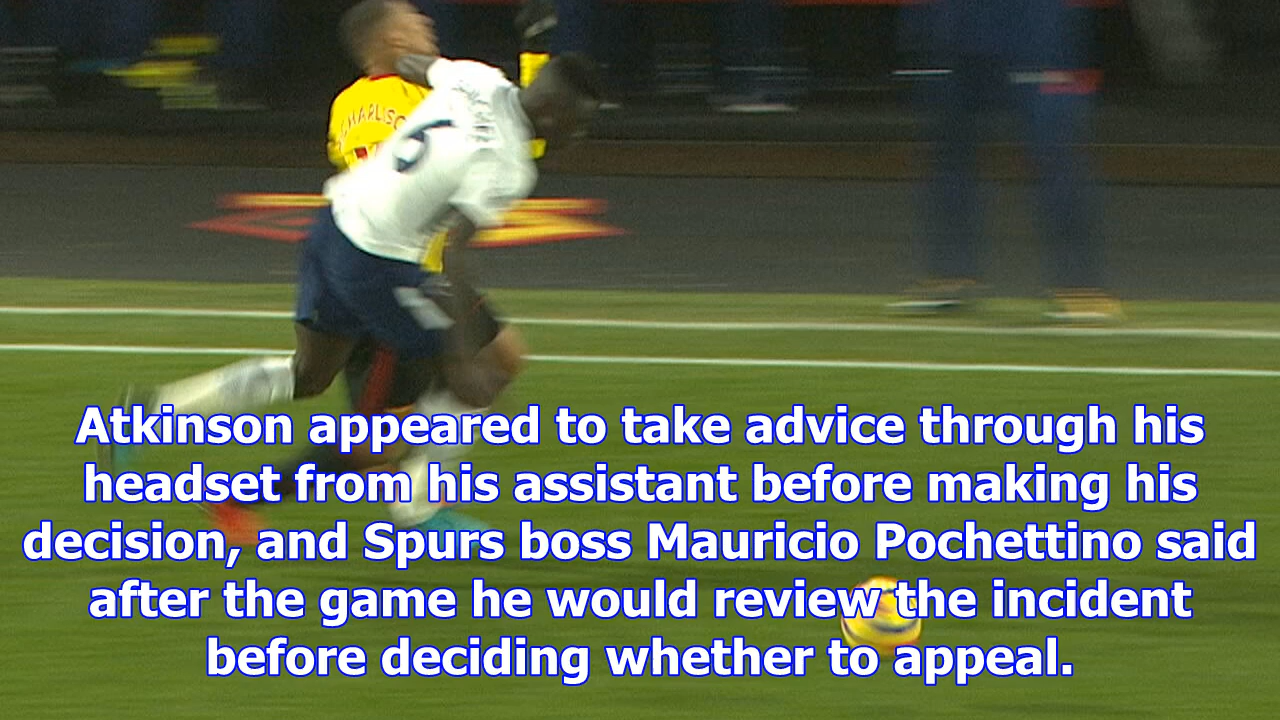 Atkinson appeared to take advice through his
headset from his assistant before making his
decision, and Spurs boss Mauricio Pochettino said
after the game he would review the incident
before deciding whether to appeal.